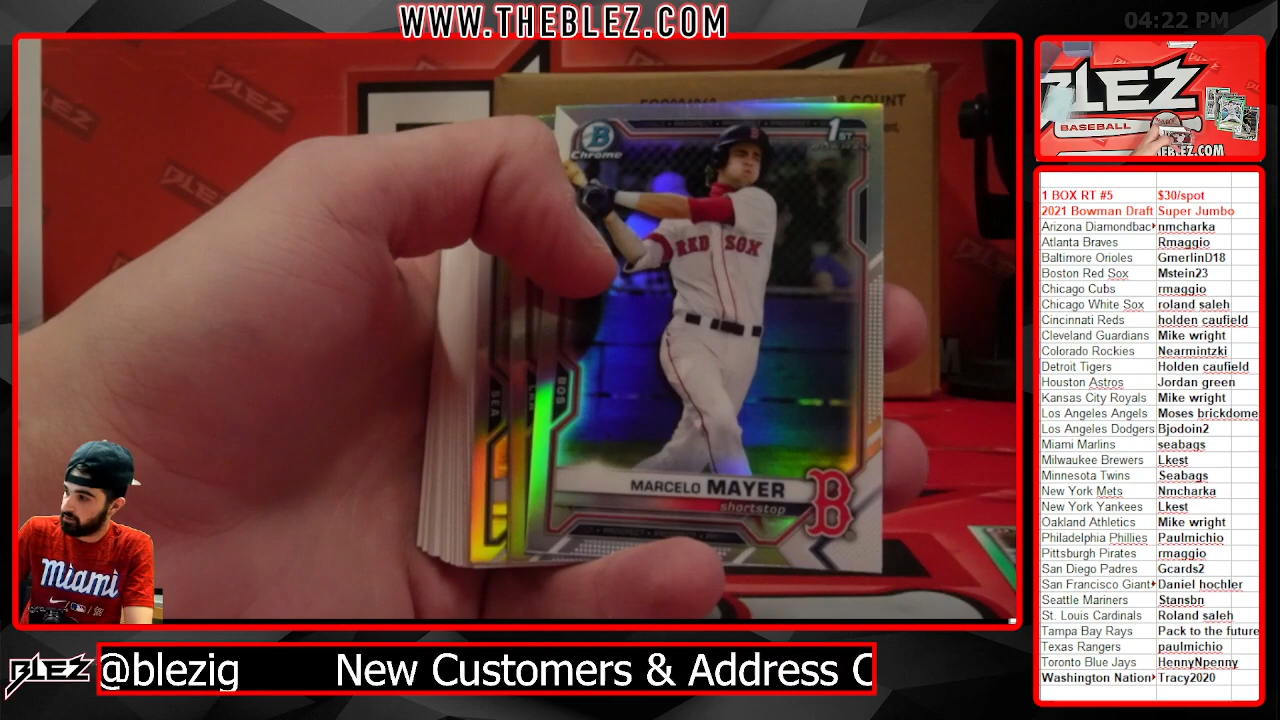 WWW.THEBLEZ.COM
04:22 PM
COUNT
BLEZ
B
Chrome
1ST
RED SOX
BOS
SEA
MARCELO MAYER
shortstop
B
Miami
BLEZ
BASEBALL
1 BOX RT #5 $30/spot
2021 Bowman Draft Super Jumbo
Arizona Diamondbac nmcharka
Atlanta Braves Rmaggio
Baltimore Orioles GmerlinD18
Boston Red Sox Mstein23
Chicago Cubs rmaggio
Chicago White Sox roland saleh
Cincinnati Reds holden caufield
Cleveland Guardians Mike wright
Colorado Rockies Nearmintzki
Detroit Tigers Holden caufield
Houston Astros Jordan green
Kansas City Royals Mike wright
Los Angeles Angels Moses brickdome
Los Angeles Dodgers Bjodoin2
Miami Marlins seabags
Milwaukee Brewers Lkest
Minnesota Twins Seabags
New York Mets Nmcharka
New York Yankees Lkest
Oakland Athletics Mike wright
Philadelphia Phillies Paulmichio
Pittsburgh Pirates rmaggio
San Diego Padres Gcards2
San Francisco Giant Daniel hochler
Seattle Mariners Stansbn
St. Louis Cardinals Roland saleh
Tampa Bay Rays Pack to the future
Texas Rangers paulmichio
Toronto Blue Jays HennyNpenny
Washington Nation Tracy2020
BLEZ @blezig New Customers & Address C